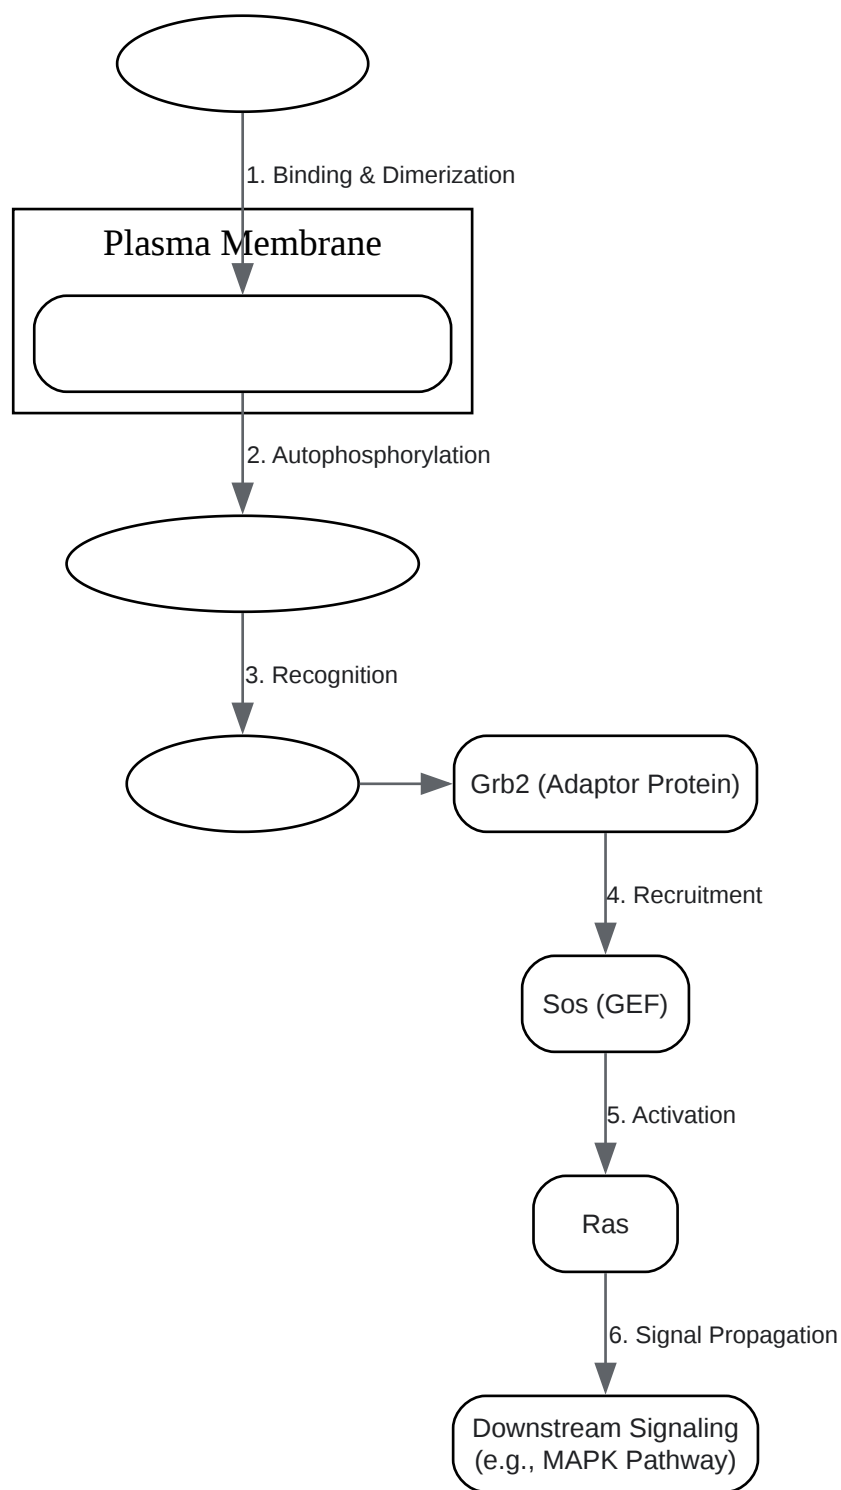 1. Binding & Dimerization
Plasma Membrane
2. Autophosphorylation
3. Recognition
Grb2 (Adaptor Protein)
4. Recruitment
Sos (GEF)
5. Activation
Ras
6. Signal Propagation
Downstream Signaling
(e.g., MAPK Pathway)